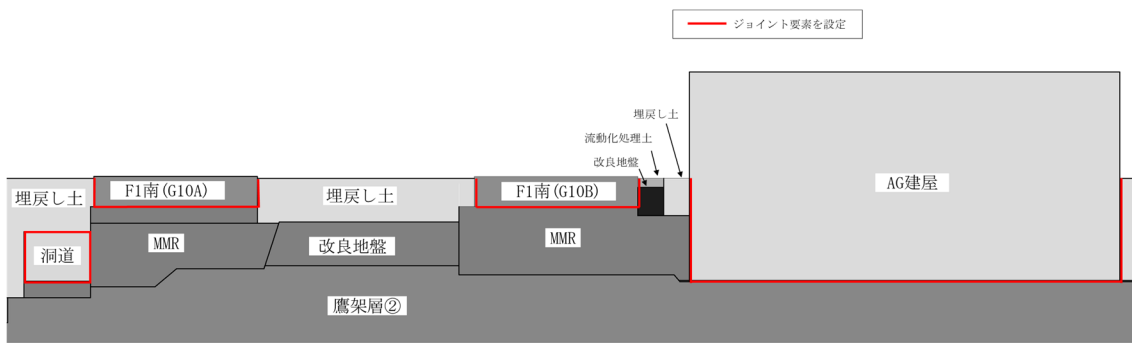 ジョイント要素を設定
埋戻し土
流動化処理土
改良地盤
F1南(G10A)
埋戻し土
埋戻し土
F1南(G10B)
AG建屋
洞道
MMR
改良地盤
MMR
鷹架層②